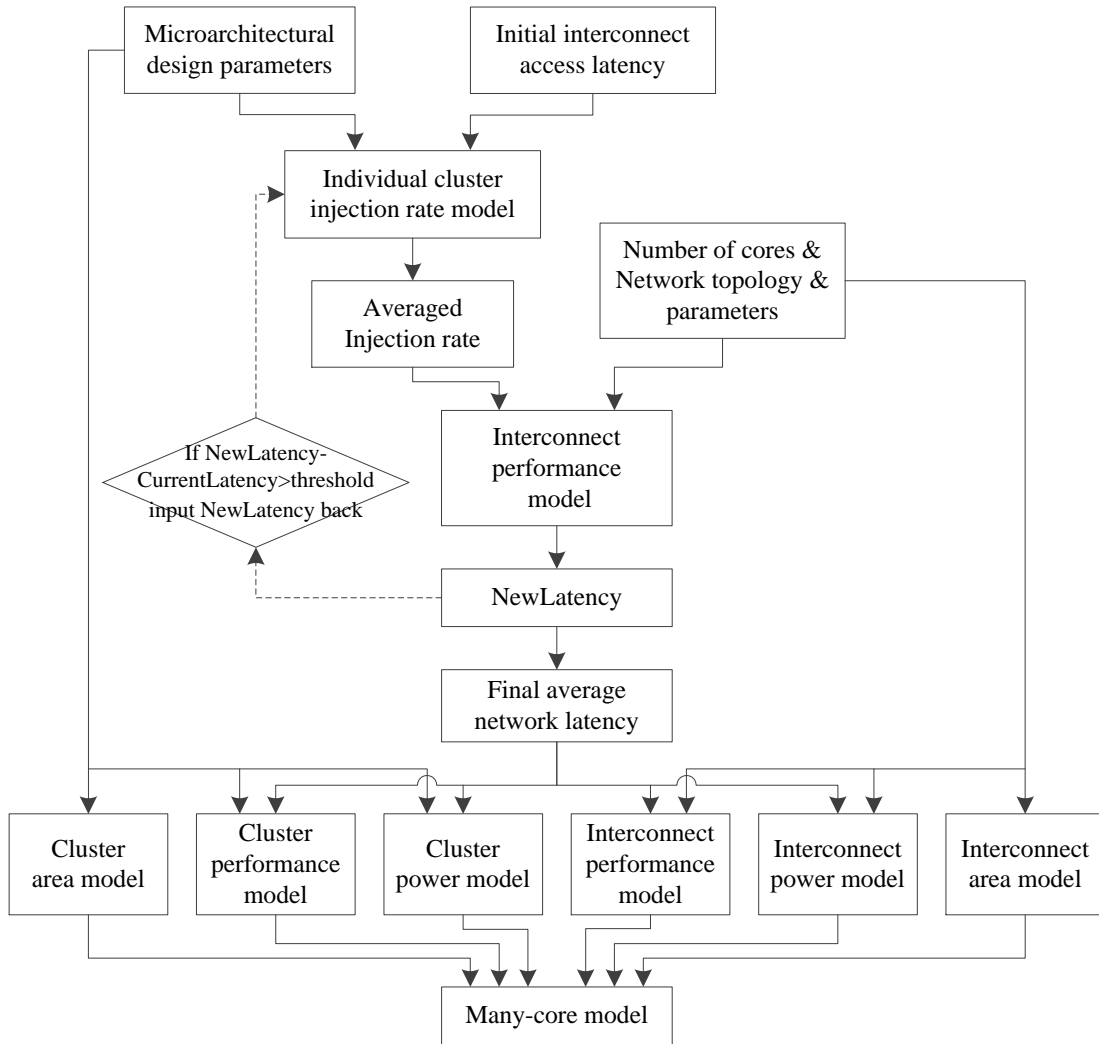 Microarchitectural
design parameters
Initial interconnect
access latency
Individual cluster
injection rate model
Number of cores &
Network topology &
parameters
Averaged
Injection rate
Interconnect
performance
model
If NewLatency-
CurrentLatency>threshold
input NewLatency back
NewLatency
Final average
network latency
Cluster
area model
Cluster
performance
model
Cluster
power model
Interconnect
performance
model
Interconnect
power model
Interconnect
area model
Many-core model